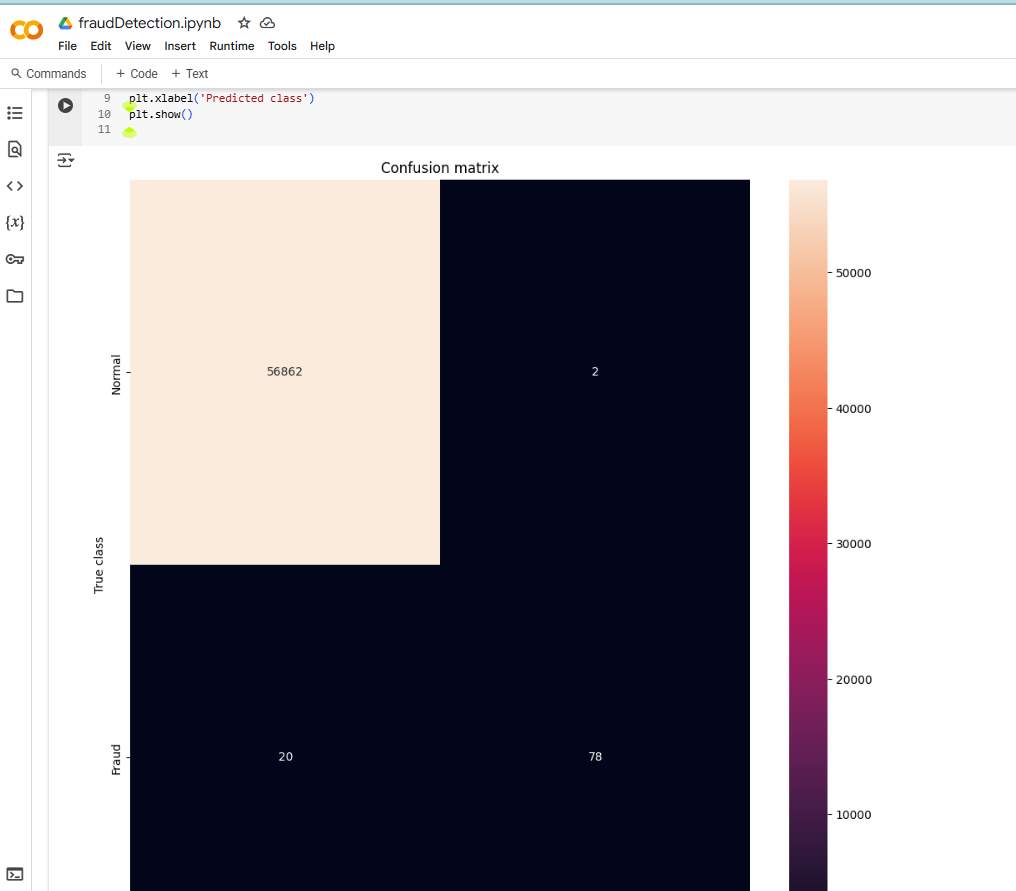 fraudDetection.ipynb
File Edit View Insert Runtime Tools Help
Commands + Code + Text
9 plt.xlabel('Predicted class')
10 plt.show()
11
{x}
Confusion matrix
50000
Normal
56862 2
40000
True class
30000
20000
Fraud
20 78
10000